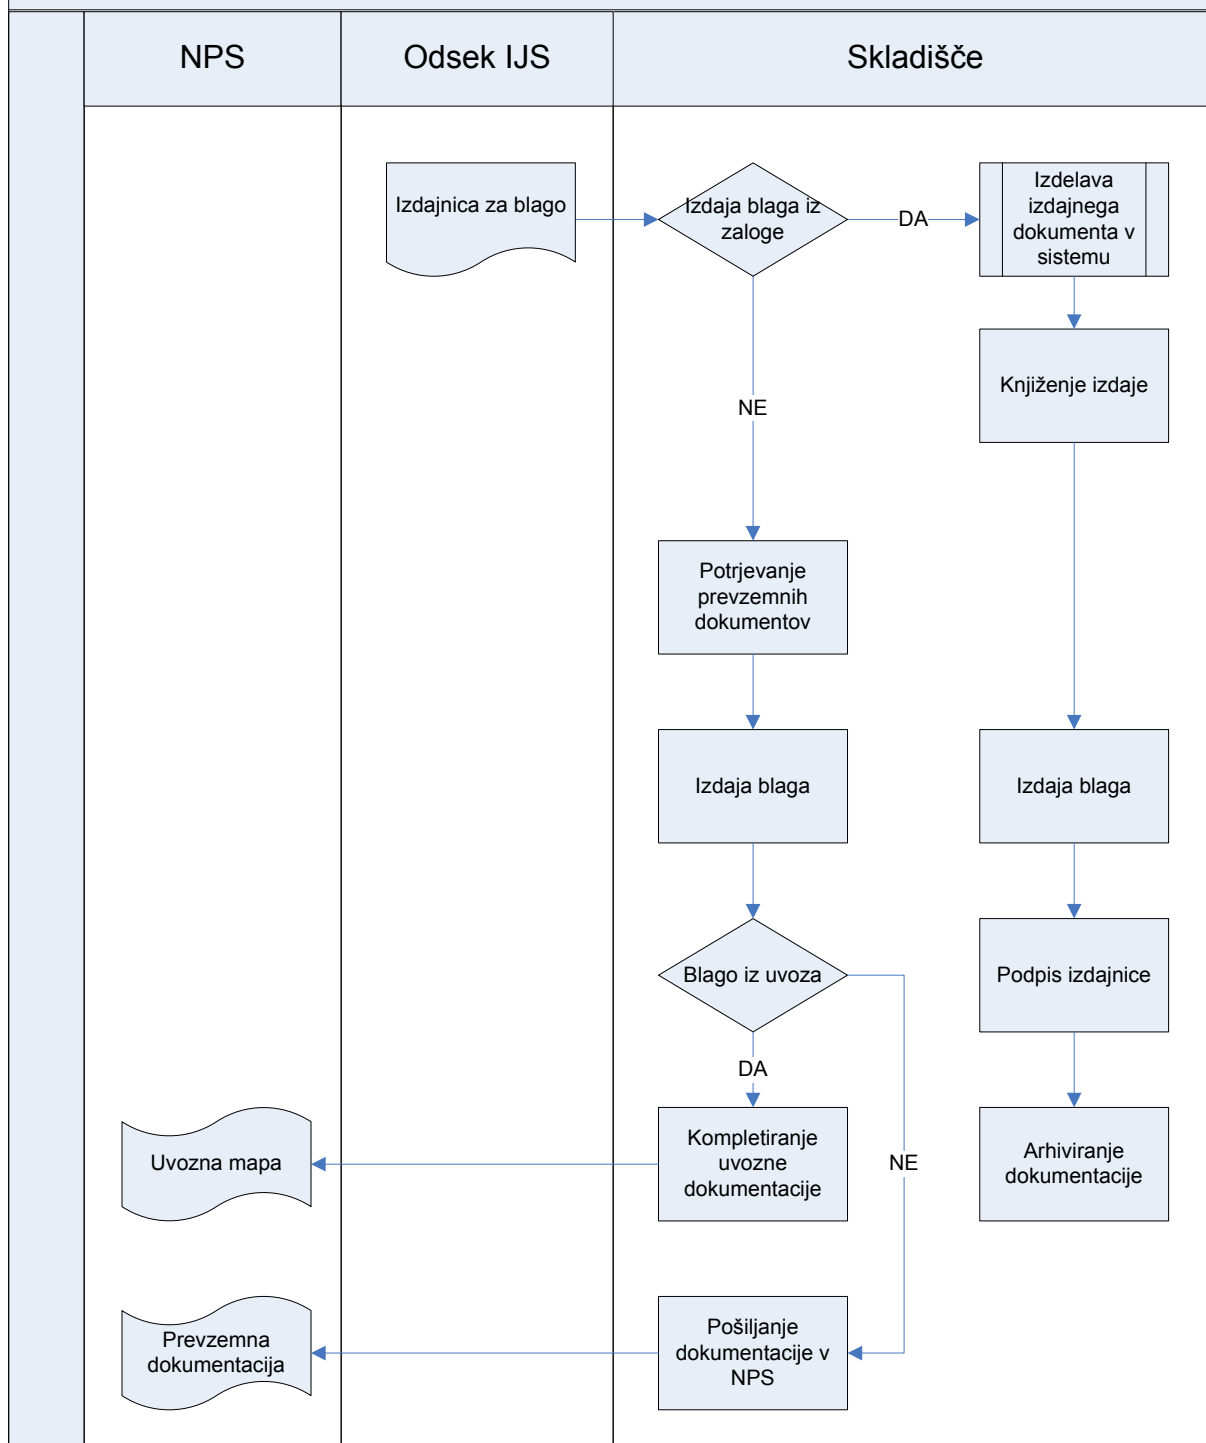 NPS
Odsek IJS
Skladišče
Izdajnica za blago
Izdaja blaga iz
zaloge
DA
Izdelava
izdajnega
dokumenta v
sistemu
Knjiženje izdaje
NE
Potrjevanje
prevzemnih
dokumentov
Izdaja blaga
Izdaja blaga
Blago iz uvoza
Podpis izdajnice
DA
Uvozna mapa
Kompletiranje
uvozne
dokumentacije
NE
Arhiviranje
dokumentacije
Prevzemna
dokumentacija
Pošiljanje
dokumentacije v
NPS